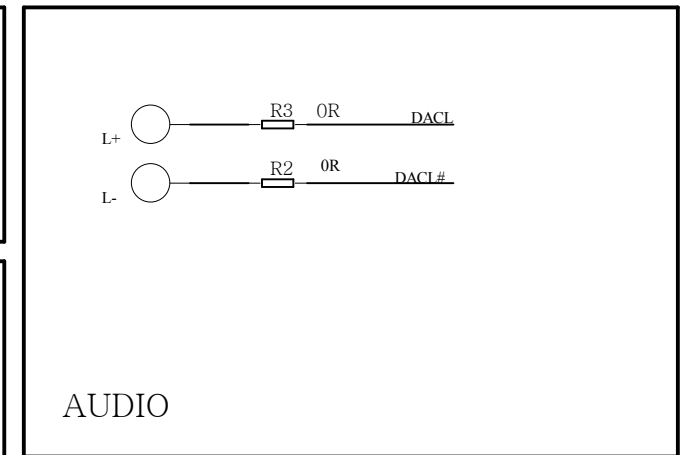 R3 0R DACL
L+
R2 0R DACL#
L-
AUDIO